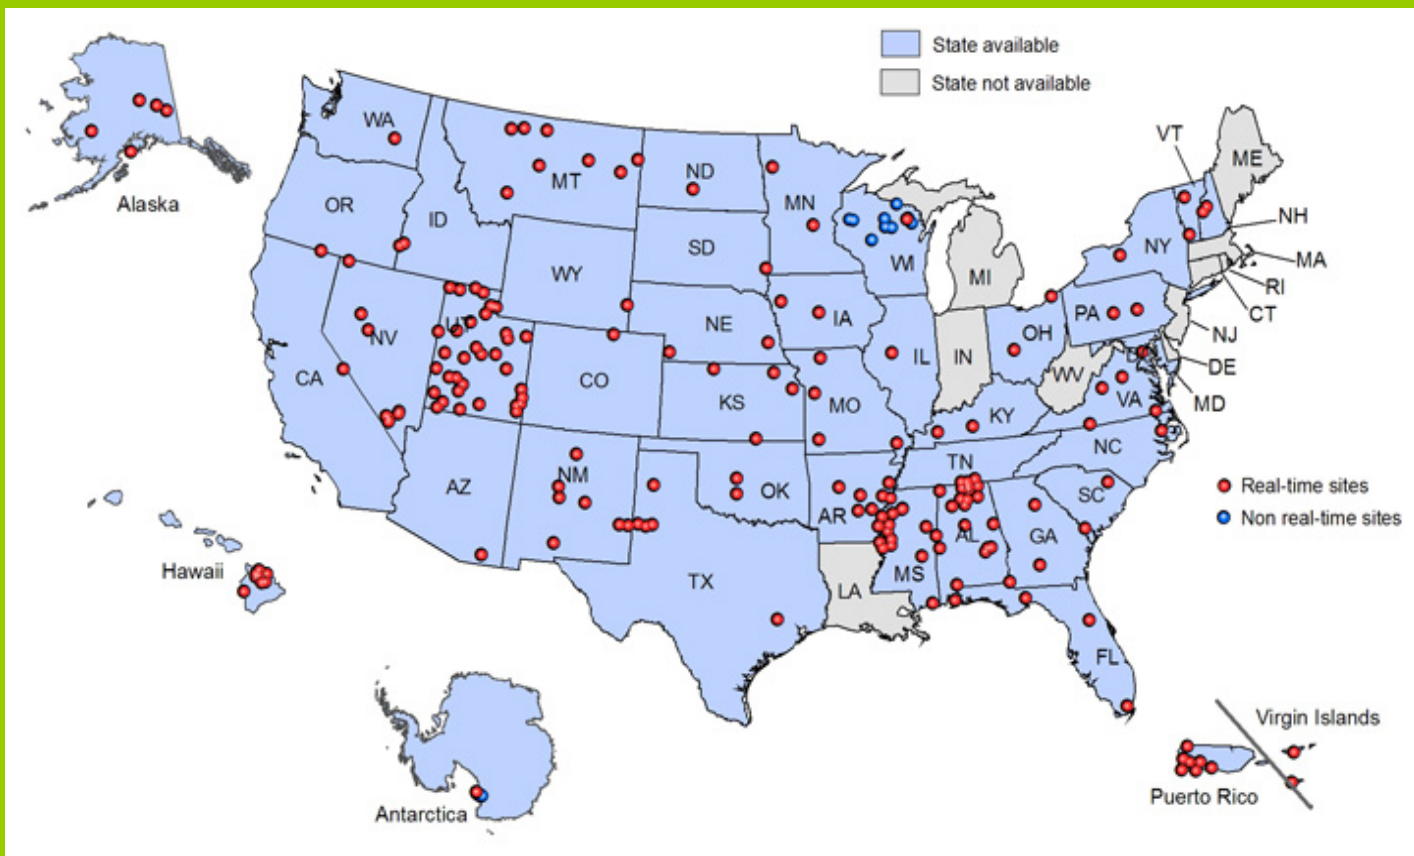 State available
State not available
WA
MT
ND
MN
OR
ID
SD
WI
MI
WY
NE
IA
NV
UT
CA
CO
KS
MO
IL
IN
OH
PA
NY
VT
ME
NH
MA
RI
CT
NJ
DE
MD
WV
VA
KY
NC
TN
SC
AZ
NM
OK
AR
TX
LA
MS
AL
GA
FL
Alaska
Hawaii
Real-time sites
Non real-time sites
Antarctica
Virgin Islands
Puerto Rico